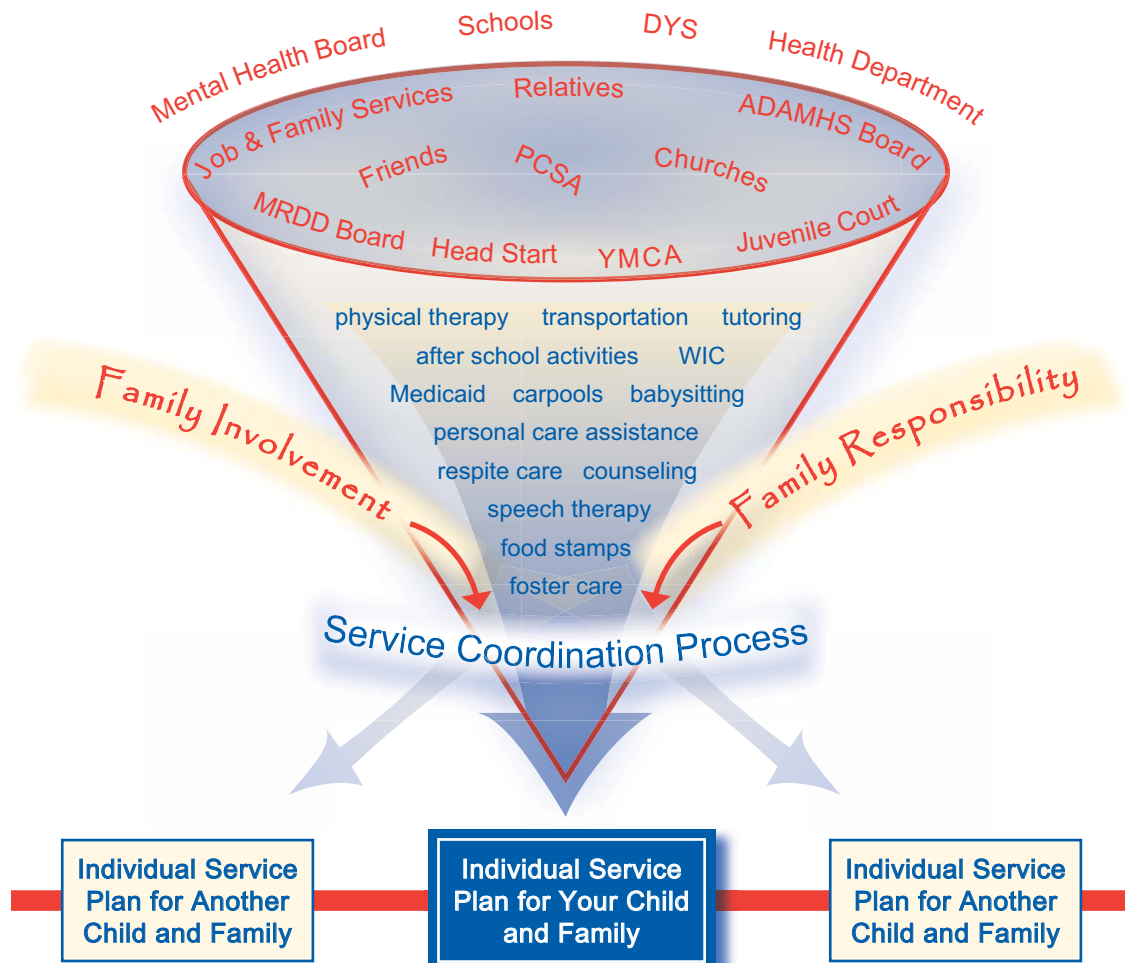 Mental Health Board Schools DYS Health Department
Job & Family Services Relatives ADAMHS Board
Friends PCSA Churches
MRDD Board Head Start YMCA Juvenile Court
physical therapy transportation tutoring
after school activities WIC
Medicaid carpools babysitting
personal care assistance
respite care counseling
speech therapy
food stamps
foster care
Family Involvement
Family Responsibility
Service Coordination Process
Individual Service
Plan for Another
Child and Family
Individual Service
Plan for Your Child
and Family
Individual Service
Plan for Another
Child and Family